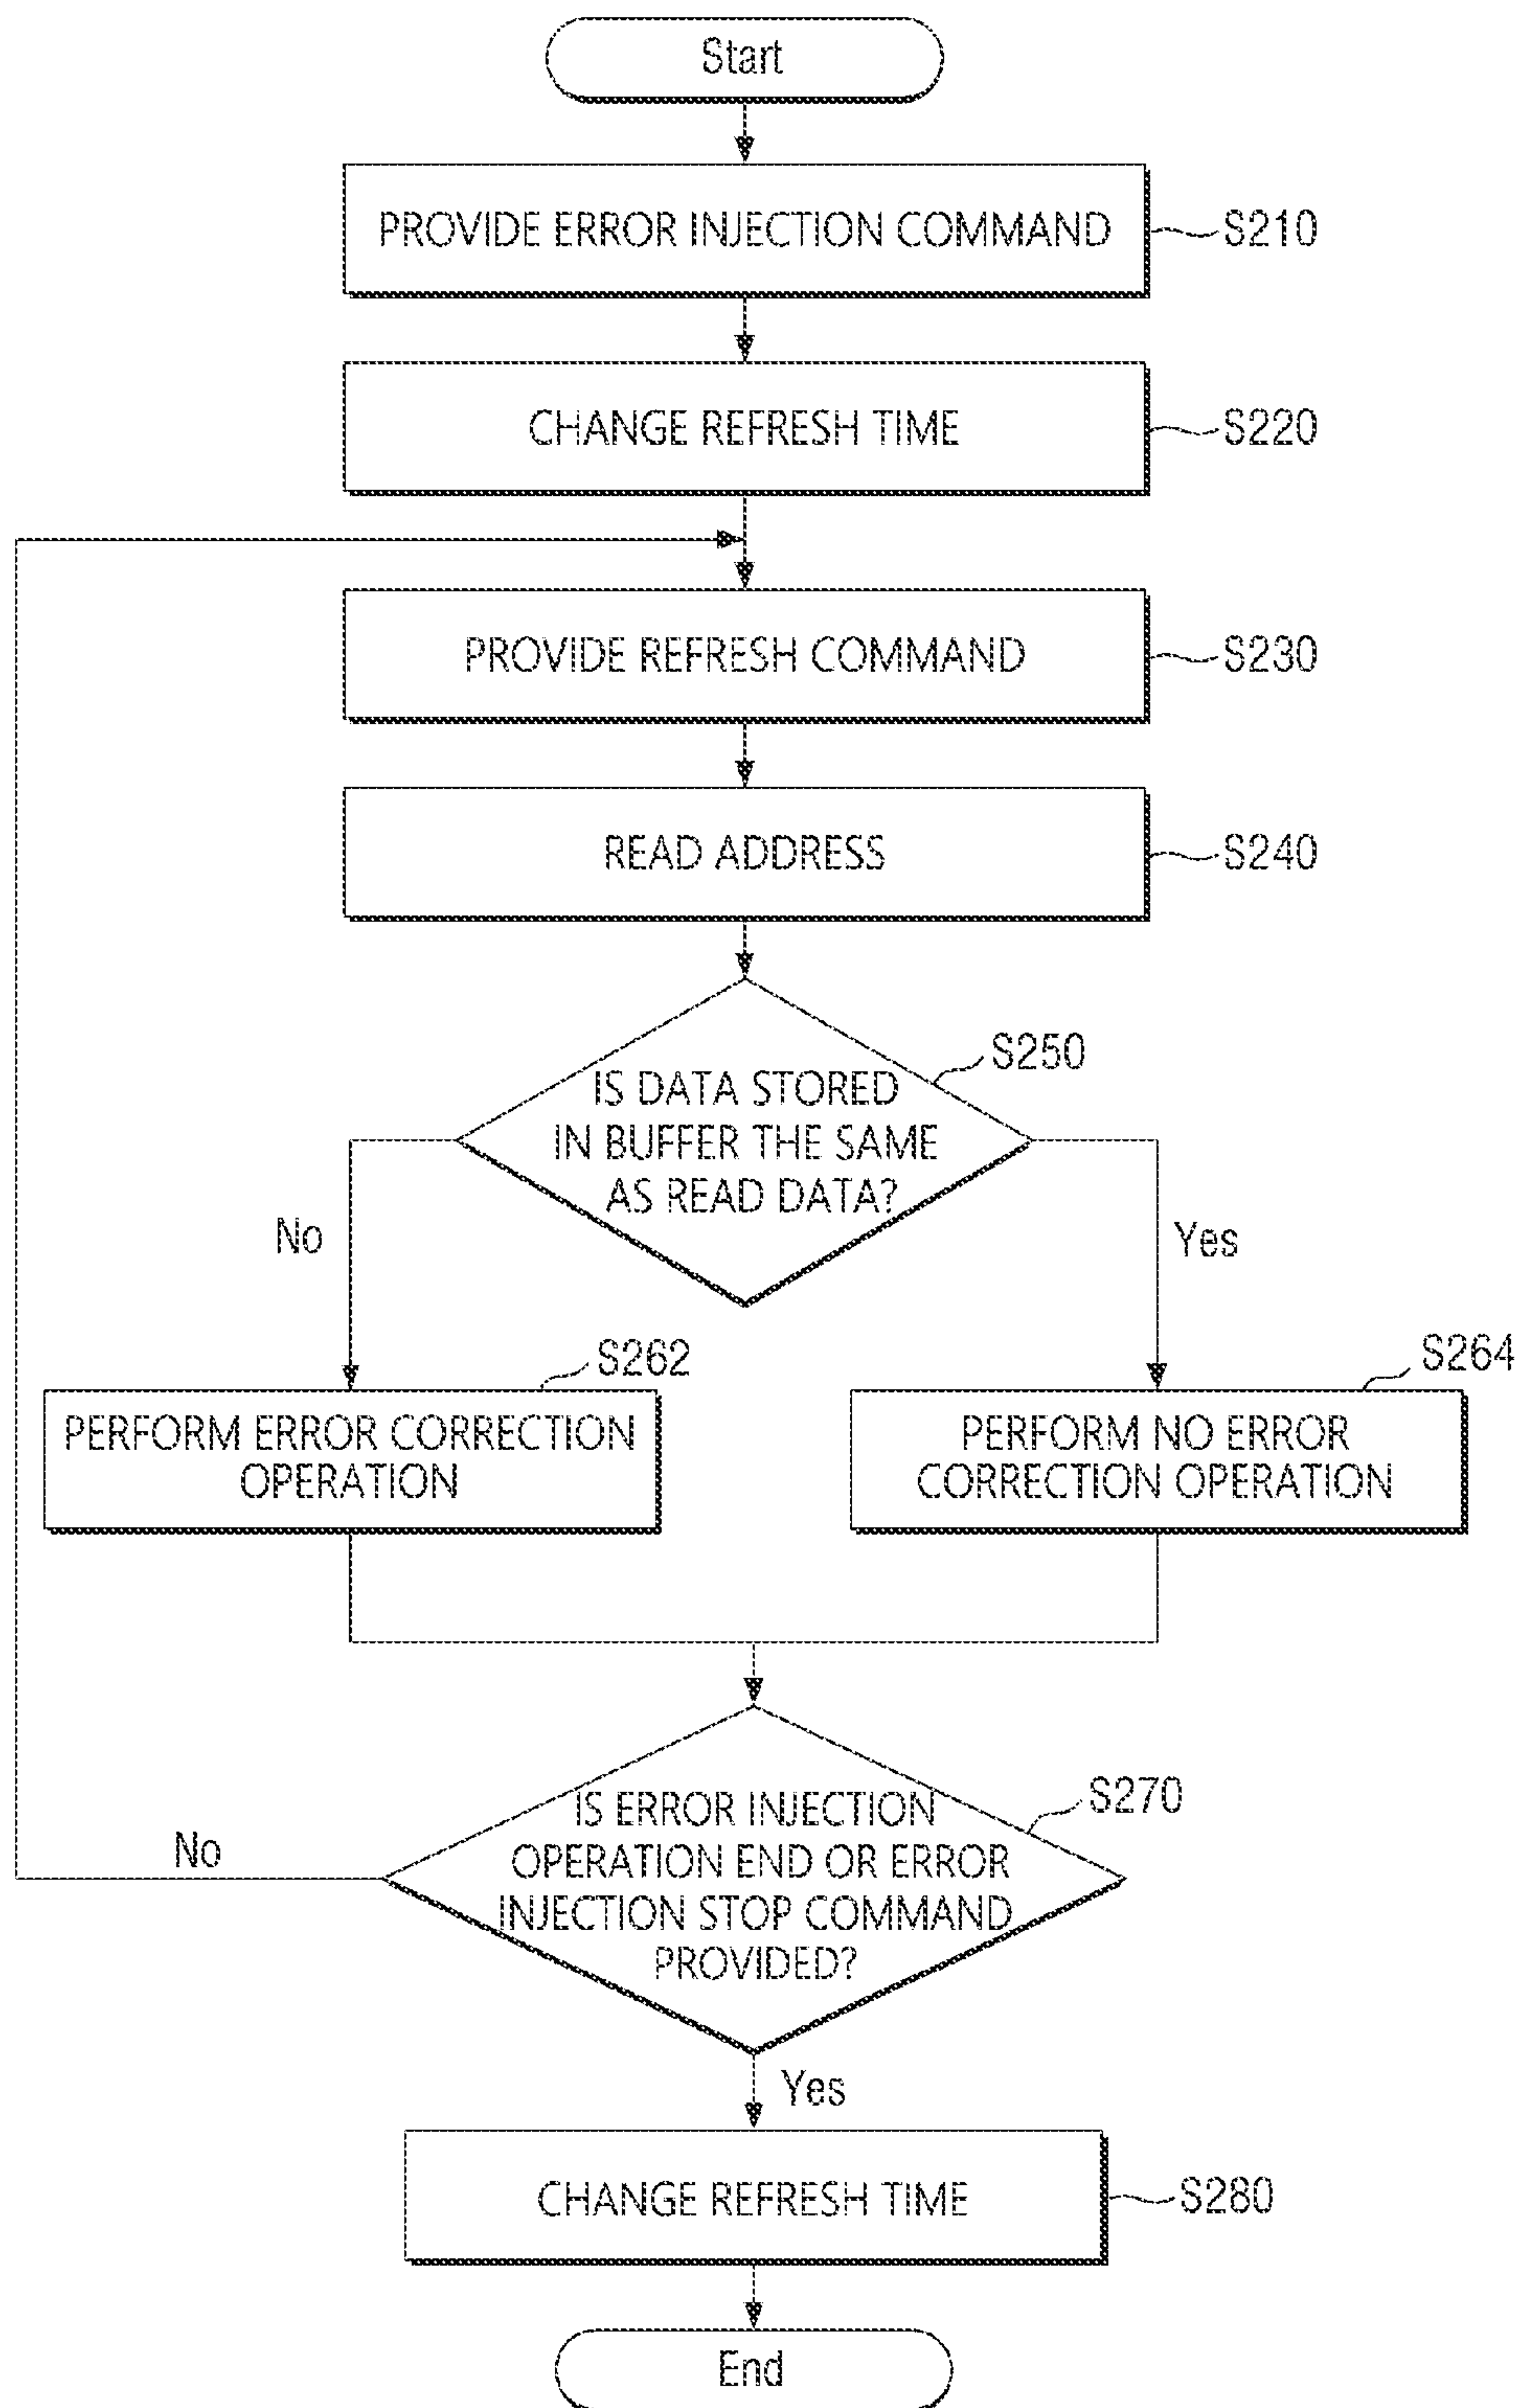 Start
PROVIDE ERROR INJECTION COMMAND
S210
CHANGE REFRESH TIME
S220
PROVIDE REFRESH COMMAND
S230
READ ADDRESS
S240
S250
IS DATA STORED
IN BUFFER THE SAME
AS READ DATA?
No
Yes
S262
S264
PERFORM ERROR CORRECTION
OPERATION
PERFORM NO ERROR
CORRECTION OPERATION
S270
IS ERROR INJECTION
OPERATION END OR ERROR
INJECTION STOP COMMAND
PROVIDED?
No
Yes
CHANGE REFRESH TIME
S280
End